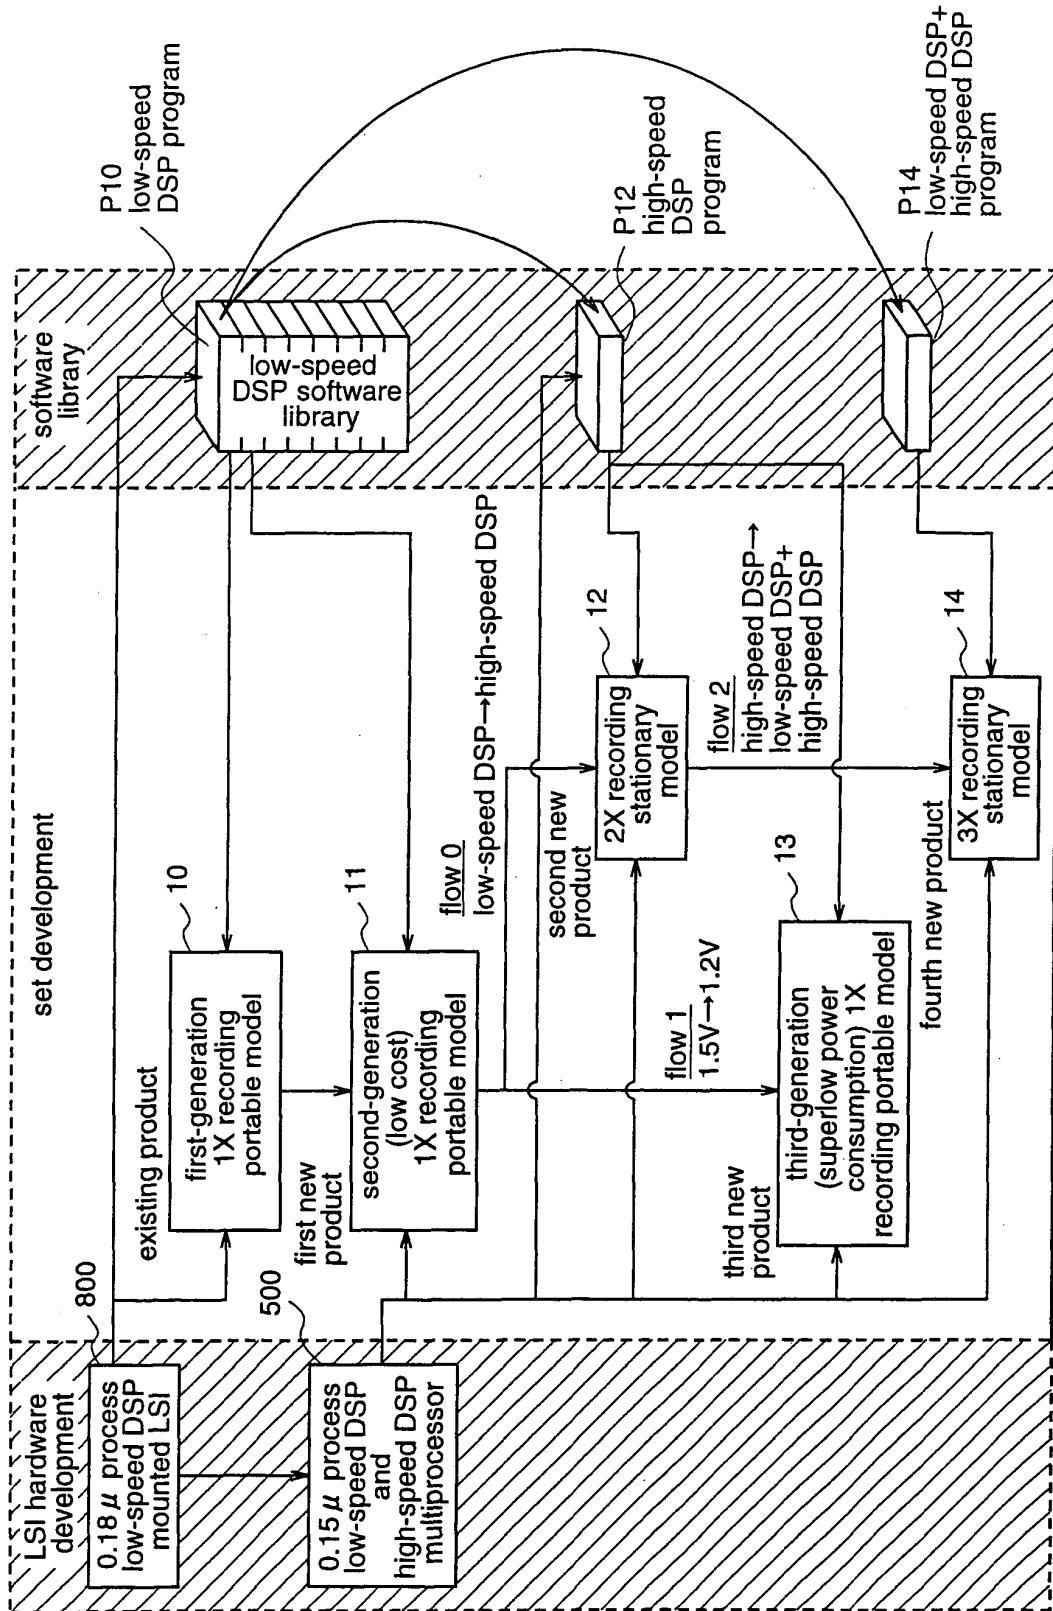 LSI hardware
development
set development
software
library
800
0.18 μ process
low-speed DSP
mounted LSI
500
0.15 μ process
low-speed DSP
and
high-speed DSP
multiprocessor
existing product
10
first-generation
1X recording
portable model
first new
product
11
second-generation
(low cost)
1X recording
portable model
flow 0
low-speed DSP→high-speed DSP
second new
product
12
2X recording
stationary
model
flow 1
1.5V→1.2V
flow 2
high-speed DSP→
low-speed DSP+
high-speed DSP
third new
product
13
third-generation
(superlow power
consumption) 1X
recording portable model
fourth new product
14
3X recording
stationary
model
low-speed
DSP software
library
P10
low-speed
DSP program
P12
high-speed
DSP
program
P14
low-speed DSP+
high-speed DSP
program